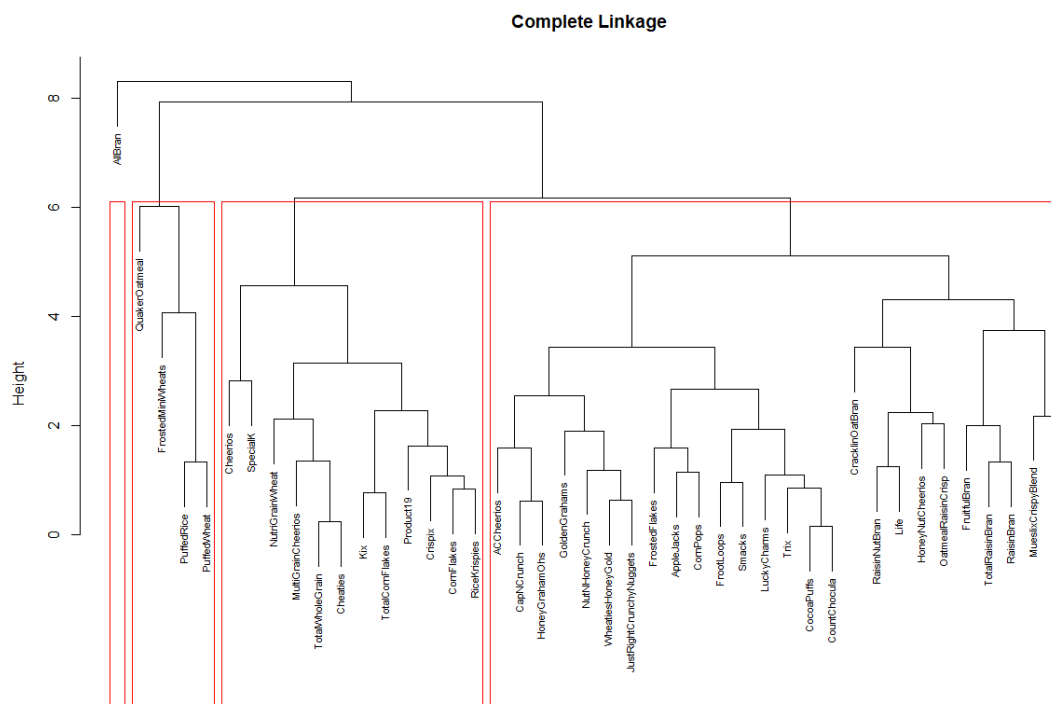 Complete Linkage
Height
8
6
4
2
0
AllBran
QuakerOatmeal
FrostedMiniWheats
PuffedRice
PuffedWheat
Cheerios
SpecialK
NutriGrainWheat
MultiGrainCheerios
TotalWholeGrain
Cheaties
Kix
TotalCornFlakes
Product19
Crispix
CornFlakes
RiceKrispies
ACCheerios
CapNCrunch
HoneyGrahamOhs
GoldenGrahams
NutNHoneyCrunch
WheatiesHoneyGold
JustRightCrunchyNuggets
FrostedFlakes
AppleJacks
CornPops
FrootLoops
Smacks
LuckyCharms
Trix
CocoaPuffs
CountChocula
CracklinOatBran
RaisinNutBran
Life
HoneyNutCheerios
OatmealRaisinCrisp
FruitfulBran
TotalRaisinBran
RaisinBran
MueslixCrispyBlend